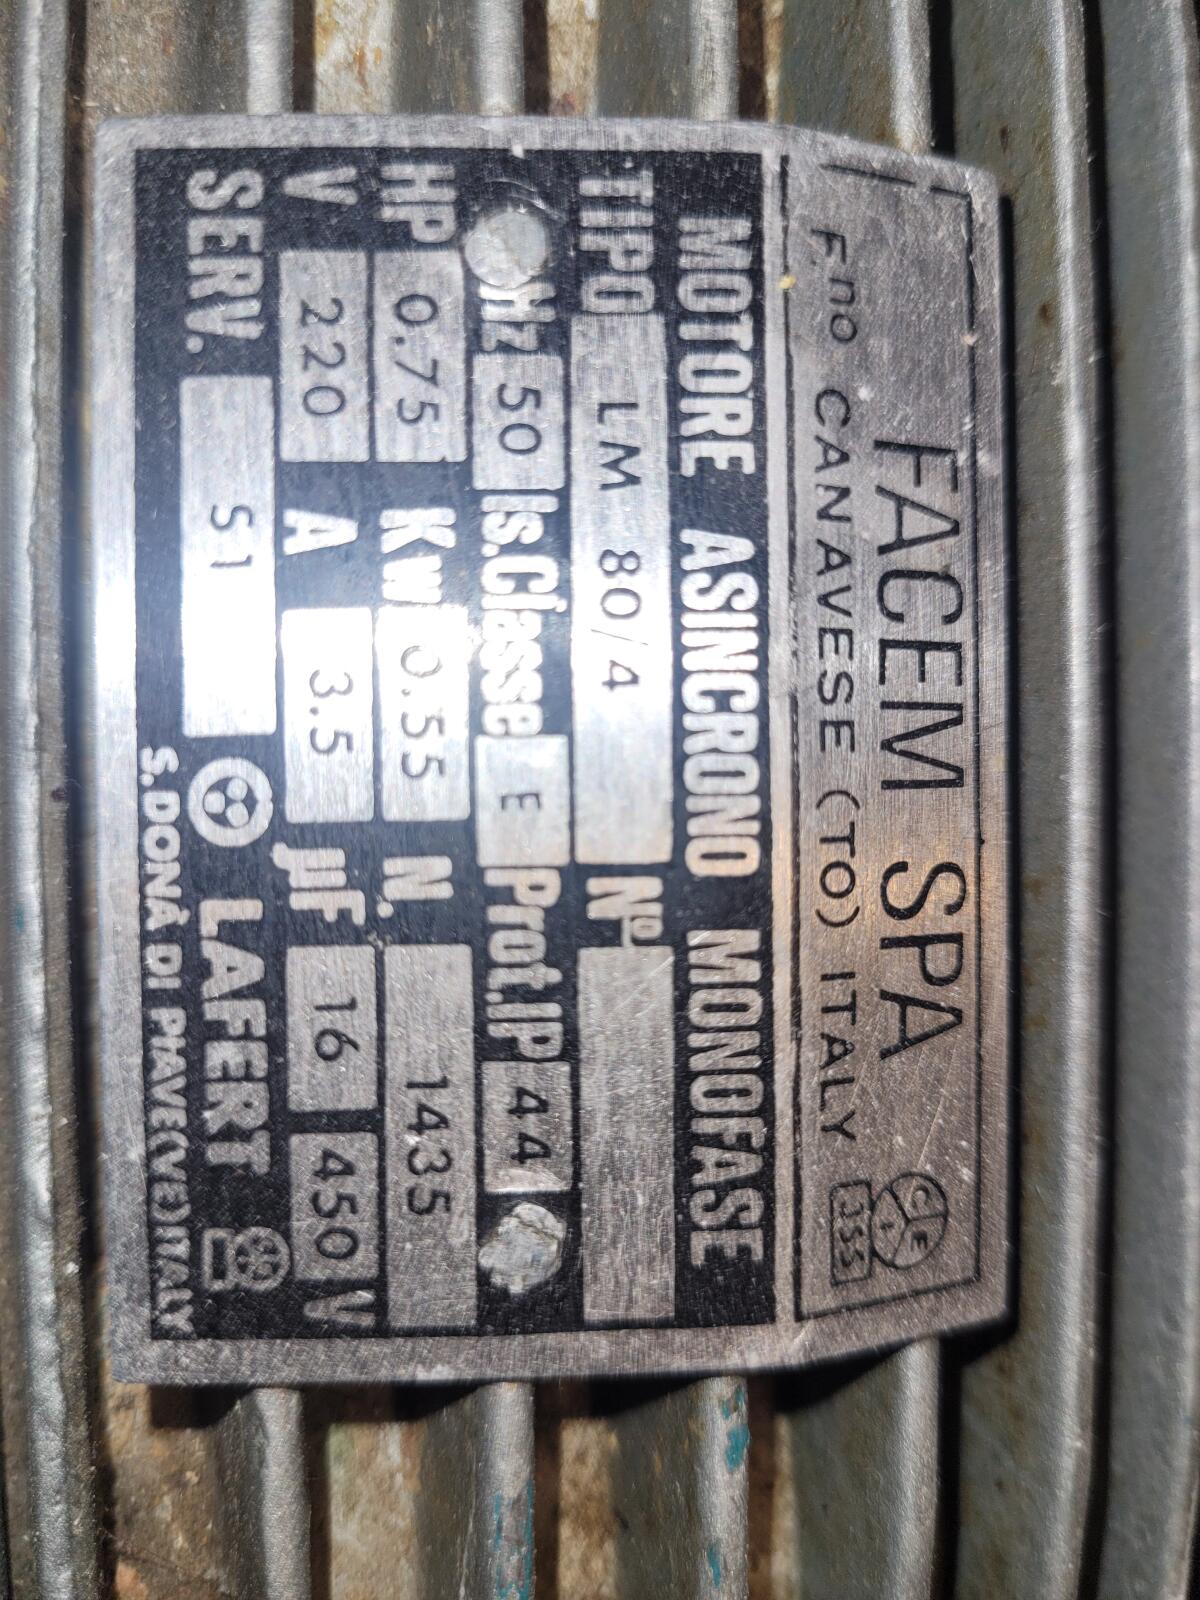 FACEM SPA
F.no CANAVESE (TO) ITALY
C E I
JSS
MOTORE ASINCRONO MONOFASE
TIPO LM 80/4 No
Hz 50 Is.Classe E Prot.IP 44
HP 0.75 Kw 0.55 N. 1435
V 220 A 3.5 µF 16 450 V
SERV. S1 LAFERT
S.DONÀ DI PIAVE(VE)ITALY